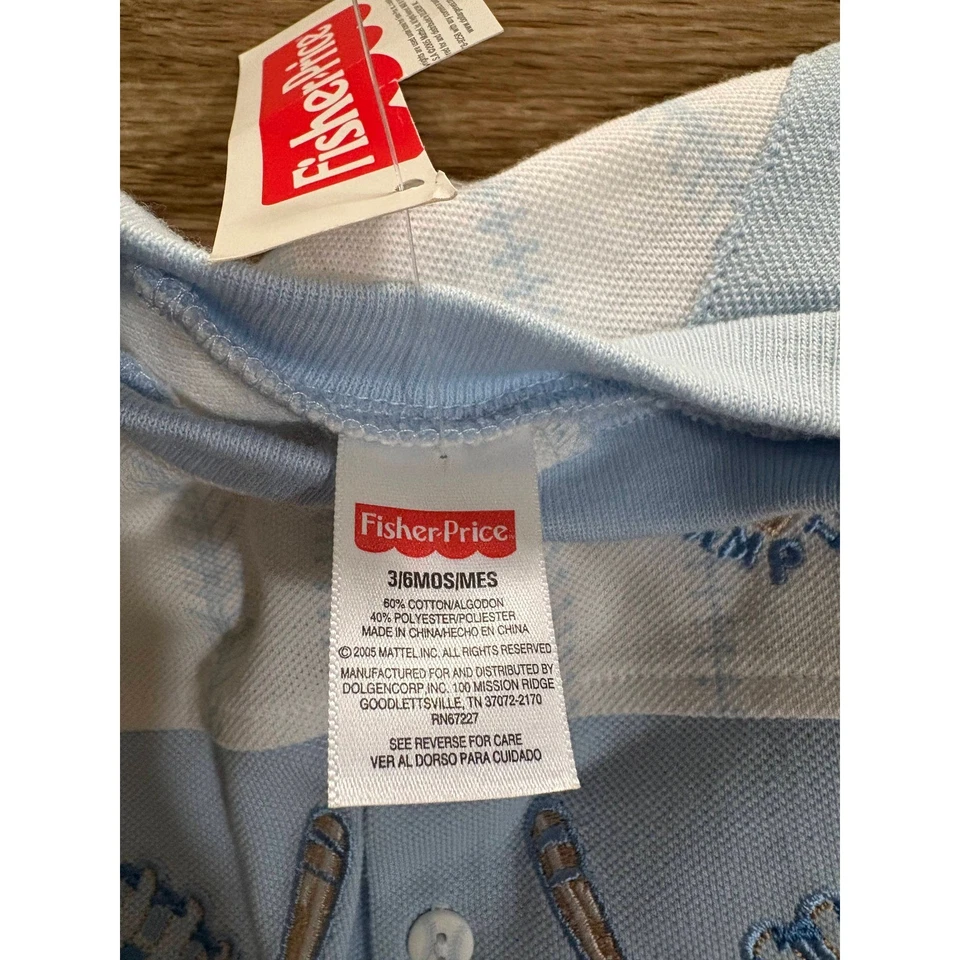 Fisher-Price
Fisher-Price
3/6MOS/MES
60% COTTON/ALGODON
40% POLYESTER/POLIESTER
MADE IN CHINA/HECHO EN CHINA
© 2005 MATTEL,INC. ALL RIGHTS RESERVED
MANUFACTURED FOR AND DISTRIBUTED BY
DOLGENCORP,INC. 100 MISSION RIDGE
GOODLETTSVILLE, TN 37072-2170
RN67227
SEE REVERSE FOR CARE
VER AL DORSO PARA CUIDADO